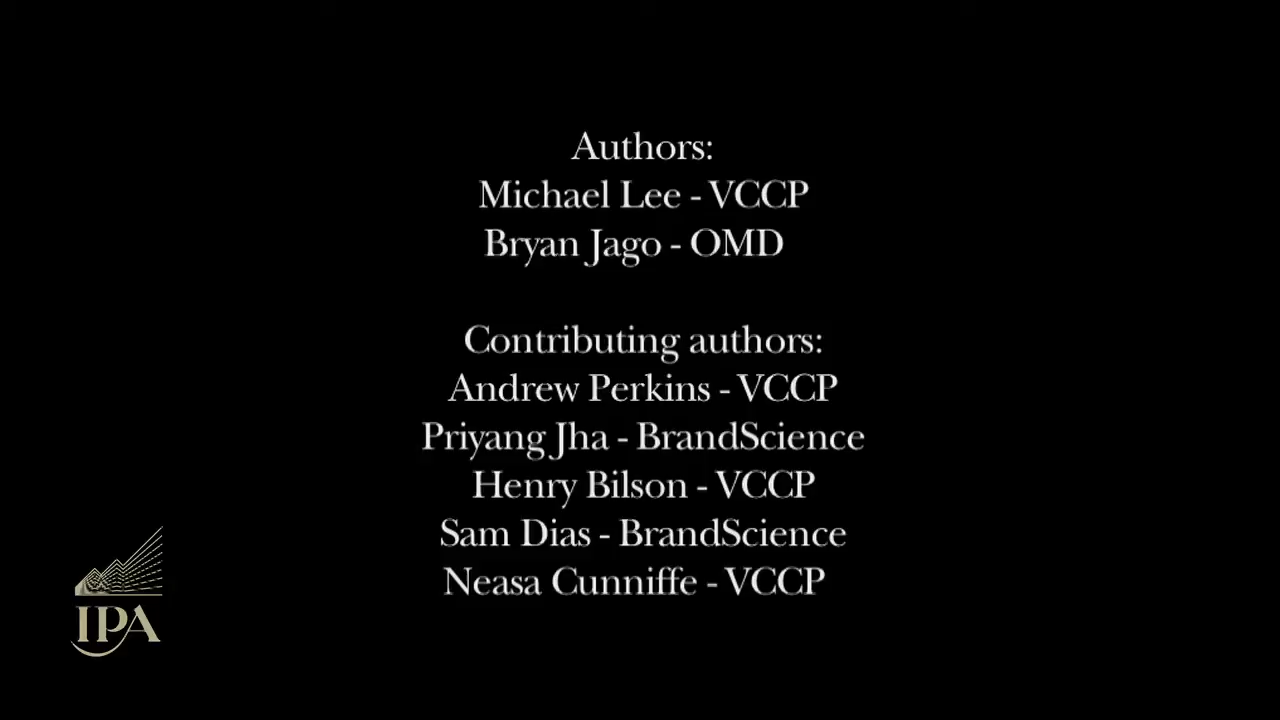 Authors:
Michael Lee - VCCP
Bryan Jago - OMD
Contributing authors:
Andrew Perkins - VCCP
Priyang Jha - BrandScience
Henry Bilson - VCCP
Sam Dias - BrandScience
Neasa Cunniffe - VCCP
IPA